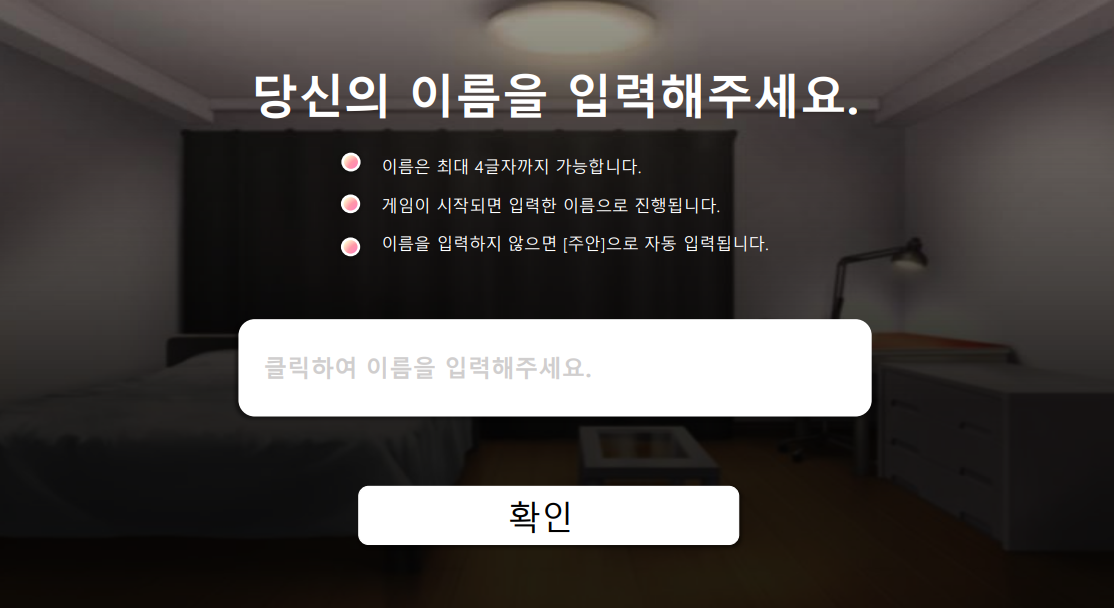 당신의 이름을 입력해주세요.
이름은 최대 4글자까지 가능합니다.
게임이 시작되면 입력한 이름으로 진행됩니다.
이름을 입력하지 않으면 [주안]으로 자동 입력됩니다.
클릭하여 이름을 입력해주세요.
확인